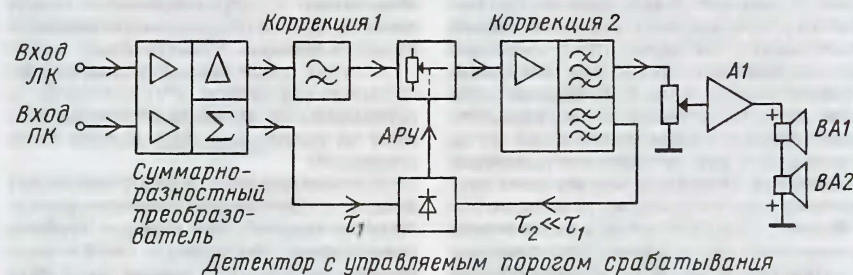 Коррекция 1
Коррекция 2
Вход
ЛК
Вход
ПК
Δ
Σ
АРУ
A1
+
BA1
BA2
+
Суммарно-
разностный
преобразо-
ватель
τ₁
τ₂≪τ₁
Детектор с управляемым порогом срабатывания